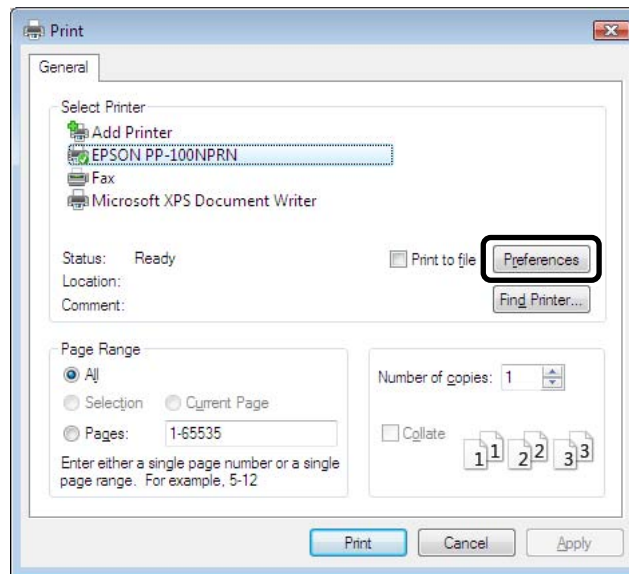 Print
General
Select Printer
Add Printer
EPSON PP-100NPRN
Fax
Microsoft XPS Document Writer
Status: Ready
Print to file
Preferences
Location:
Comment:
Find Printer...
Page Range
All
Selection
Current Page
Pages: 1-65535
Enter either a single page number or a single
page range. For example, 5-12
Number of copies: 1
Collate
1 1 2 2 3 3
Print
Cancel
Apply